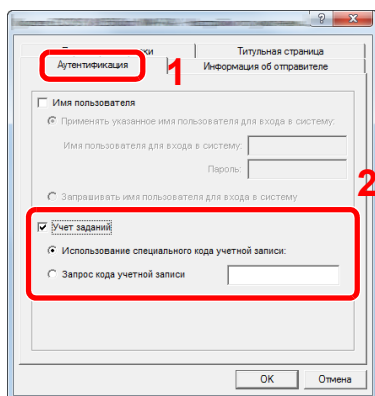 Титульная страница
Аутентификация
1
Информация об отправителе
Имя пользователя
Применять указанное имя пользователя для входа в систему:
Имя пользователя для входа в систему:
Пароль:
Запрашивать имя пользователя для входа в систему
2
Учет заданий
Использование специального кода учетной записи:
Запрос кода учетной записи
OK
Отмена